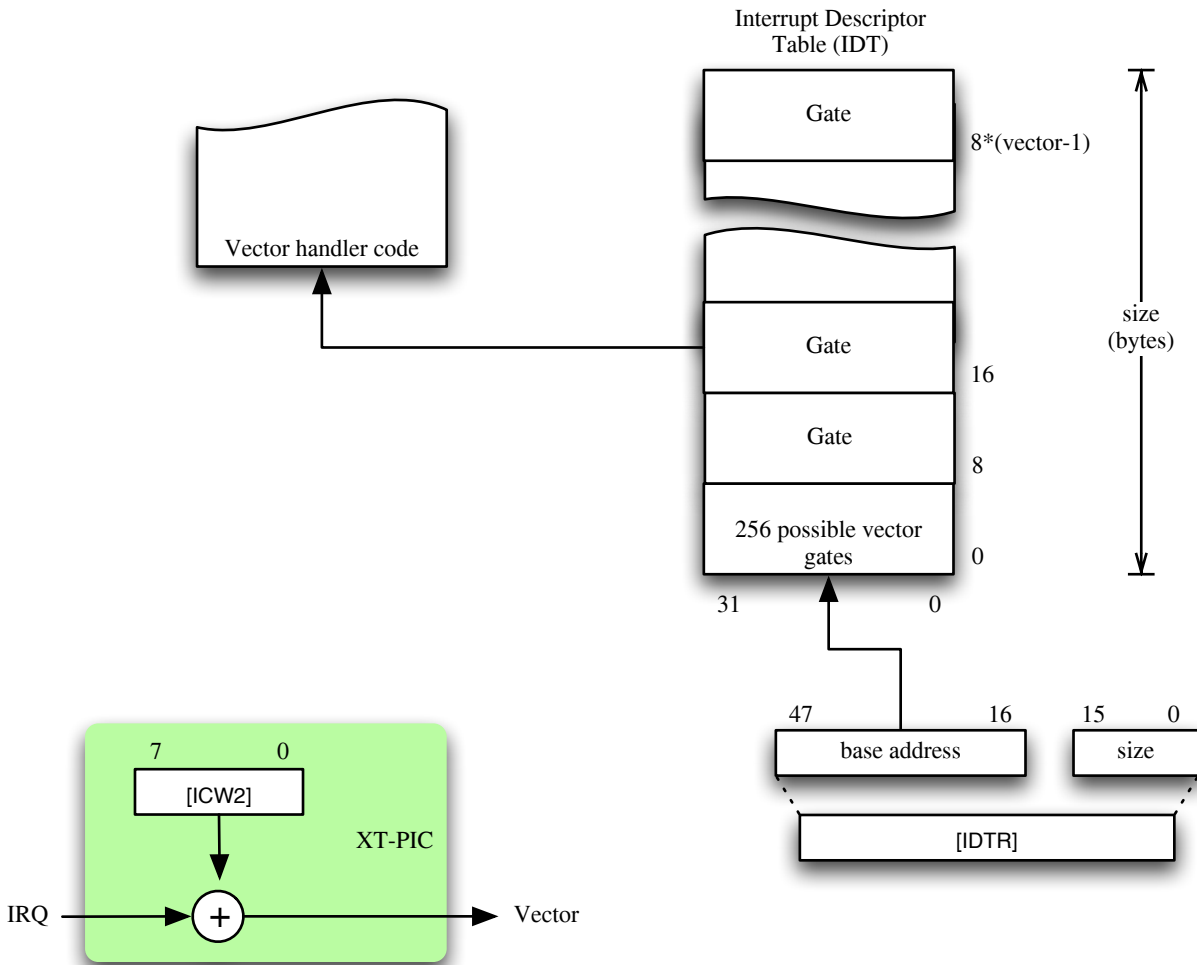 Interrupt Descriptor
Table (IDT)
Gate
8*(vector-1)
Vector handler code
size
(bytes)
Gate
16
Gate
8
256 possible vector
gates
0
31 0
47 16 15 0
base address size
7 0
[ICW2]
XT-PIC
[IDTR]
IRQ + Vector